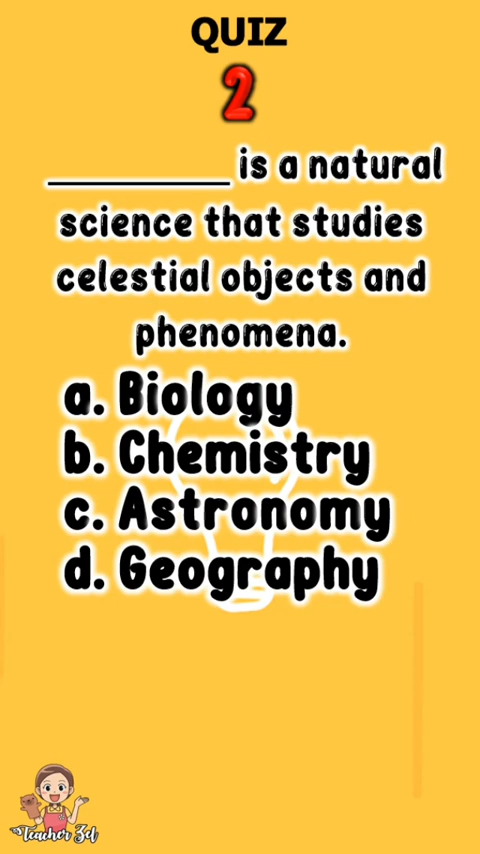 QUIZ
2
_________ is a natural
science that studies
celestial objects and
phenomena.
a. Biology
b. Chemistry
c. Astronomy
d. Geography
Teacher Zel